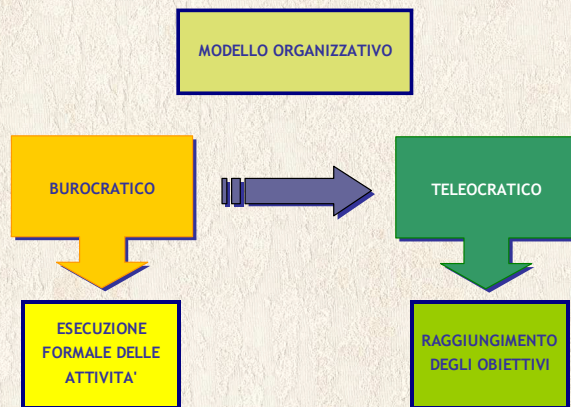 MODELLO ORGANIZZATIVO
BUROCRATICO
TELEOCRATICO
ESECUZIONE
FORMALE DELLE
ATTIVITA'
RAGGIUNGIMENTO
DEGLI OBIETTIVI